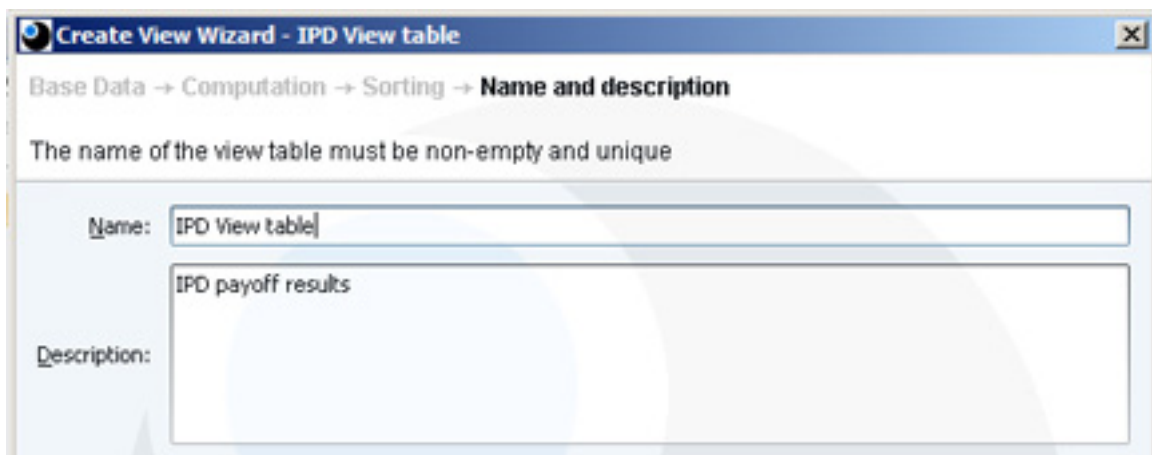 Create View Wizard - IPD View table
Base Data → Computation → Sorting → Name and description
The name of the view table must be non-empty and unique
Name: IPD View table
IPD payoff results
Description: